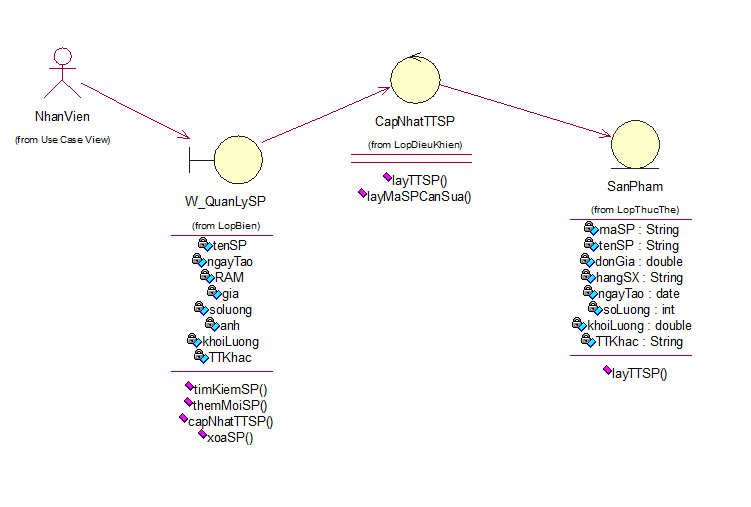 NhanVien
(from Use Case View)
W_QuanLySP
(from LopBien)
tenSP
ngayTao
RAM
gia
soluong
anh
khoiLuong
TTKhac
timKiemSP()
themMoiSP()
capNhatTTSP()
xoaSP()
CapNhatTTSP
(from LopDieuKhien)
layTTSP()
layMaSPCanSua()
SanPham
(from LopThucThe)
maSP : String
tenSP : String
donGia : double
hangSX : String
ngayTao : date
soLuong : int
khoiLuong : double
TTKhac : String
layTTSP()